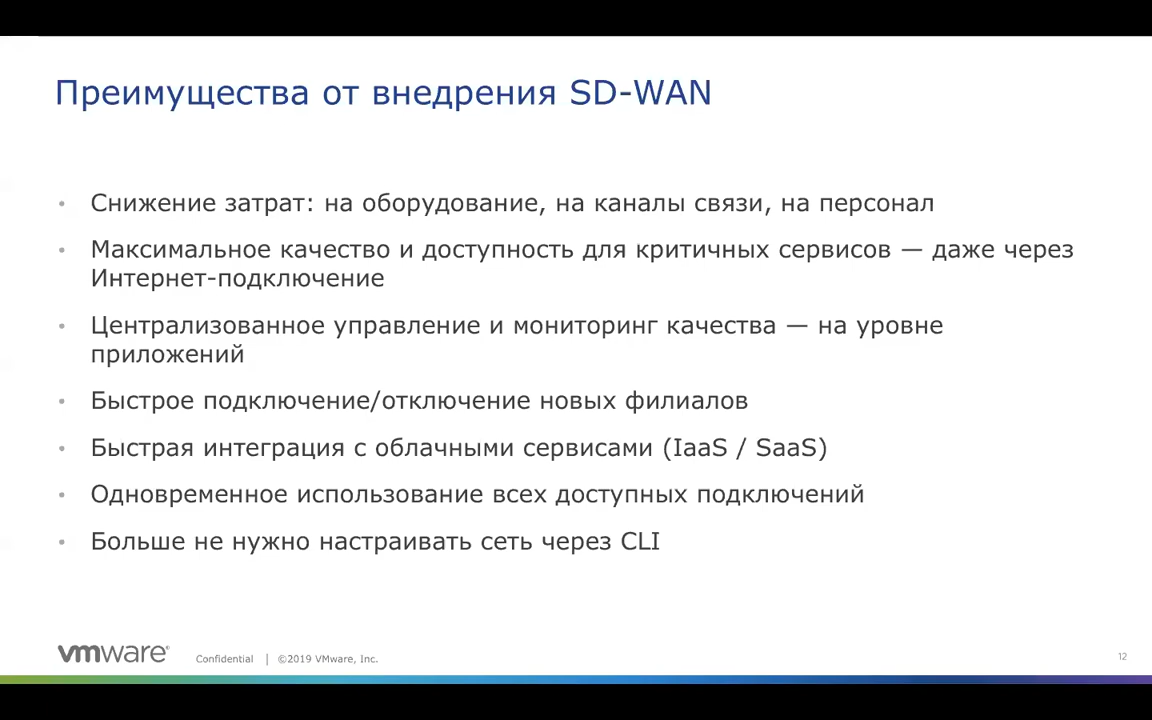 Преимущества от внедрения SD-WAN
• Снижение затрат: на оборудование, на каналы связи, на персонал
• Максимальное качество и доступность для критичных сервисов — даже через
Интернет-подключение
• Централизованное управление и мониторинг качества — на уровне
приложений
• Быстрое подключение/отключение новых филиалов
• Быстрая интеграция с облачными сервисами (IaaS / SaaS)
• Одновременное использование всех доступных подключений
• Больше не нужно настраивать сеть через CLI
vmware® Confidential | ©2019 VMware, Inc. 12